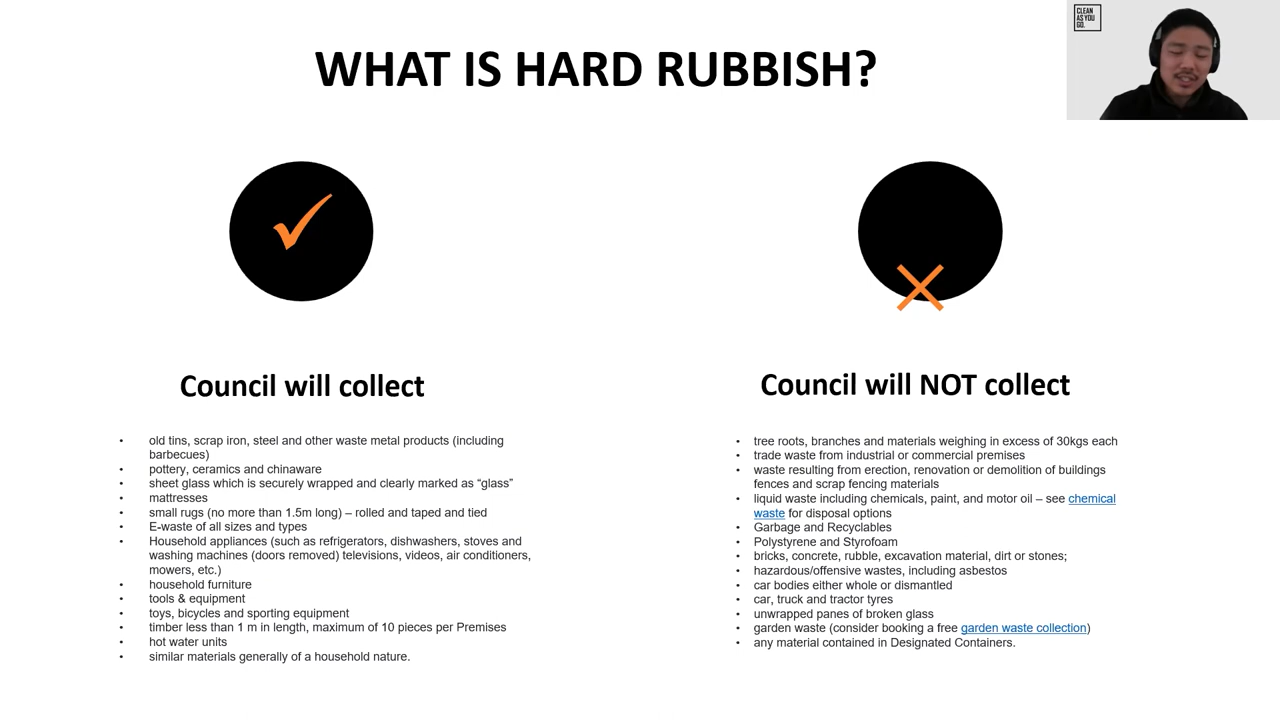 WHAT IS HARD RUBBISH?
CLEAN
AS YOU
GO.
Council will collect
• old tins, scrap iron, steel and other waste metal products (including
barbecues)
• pottery, ceramics and chinaware
• sheet glass which is securely wrapped and clearly marked as “glass”
• mattresses
• small rugs (no more than 1.5m long) – rolled and taped and tied
• E-waste of all sizes and types
• Household appliances (such as refrigerators, dishwashers, stoves and
washing machines (doors removed) televisions, videos, air conditioners,
mowers, etc.)
• household furniture
• tools & equipment
• toys, bicycles and sporting equipment
• timber less than 1 m in length, maximum of 10 pieces per Premises
• hot water units
• similar materials generally of a household nature.
Council will NOT collect
• tree roots, branches and materials weighing in excess of 30kgs each
• trade waste from industrial or commercial premises
• waste resulting from erection, renovation or demolition of buildings
fences and scrap fencing materials
• liquid waste including chemicals, paint, and motor oil – see chemical
waste for disposal options
• Garbage and Recyclables
• Polystyrene and Styrofoam
• bricks, concrete, rubble, excavation material, dirt or stones;
• hazardous/offensive wastes, including asbestos
• car bodies either whole or dismantled
• car, truck and tractor tyres
• unwrapped panes of broken glass
• garden waste (consider booking a free garden waste collection)
• any material contained in Designated Containers.